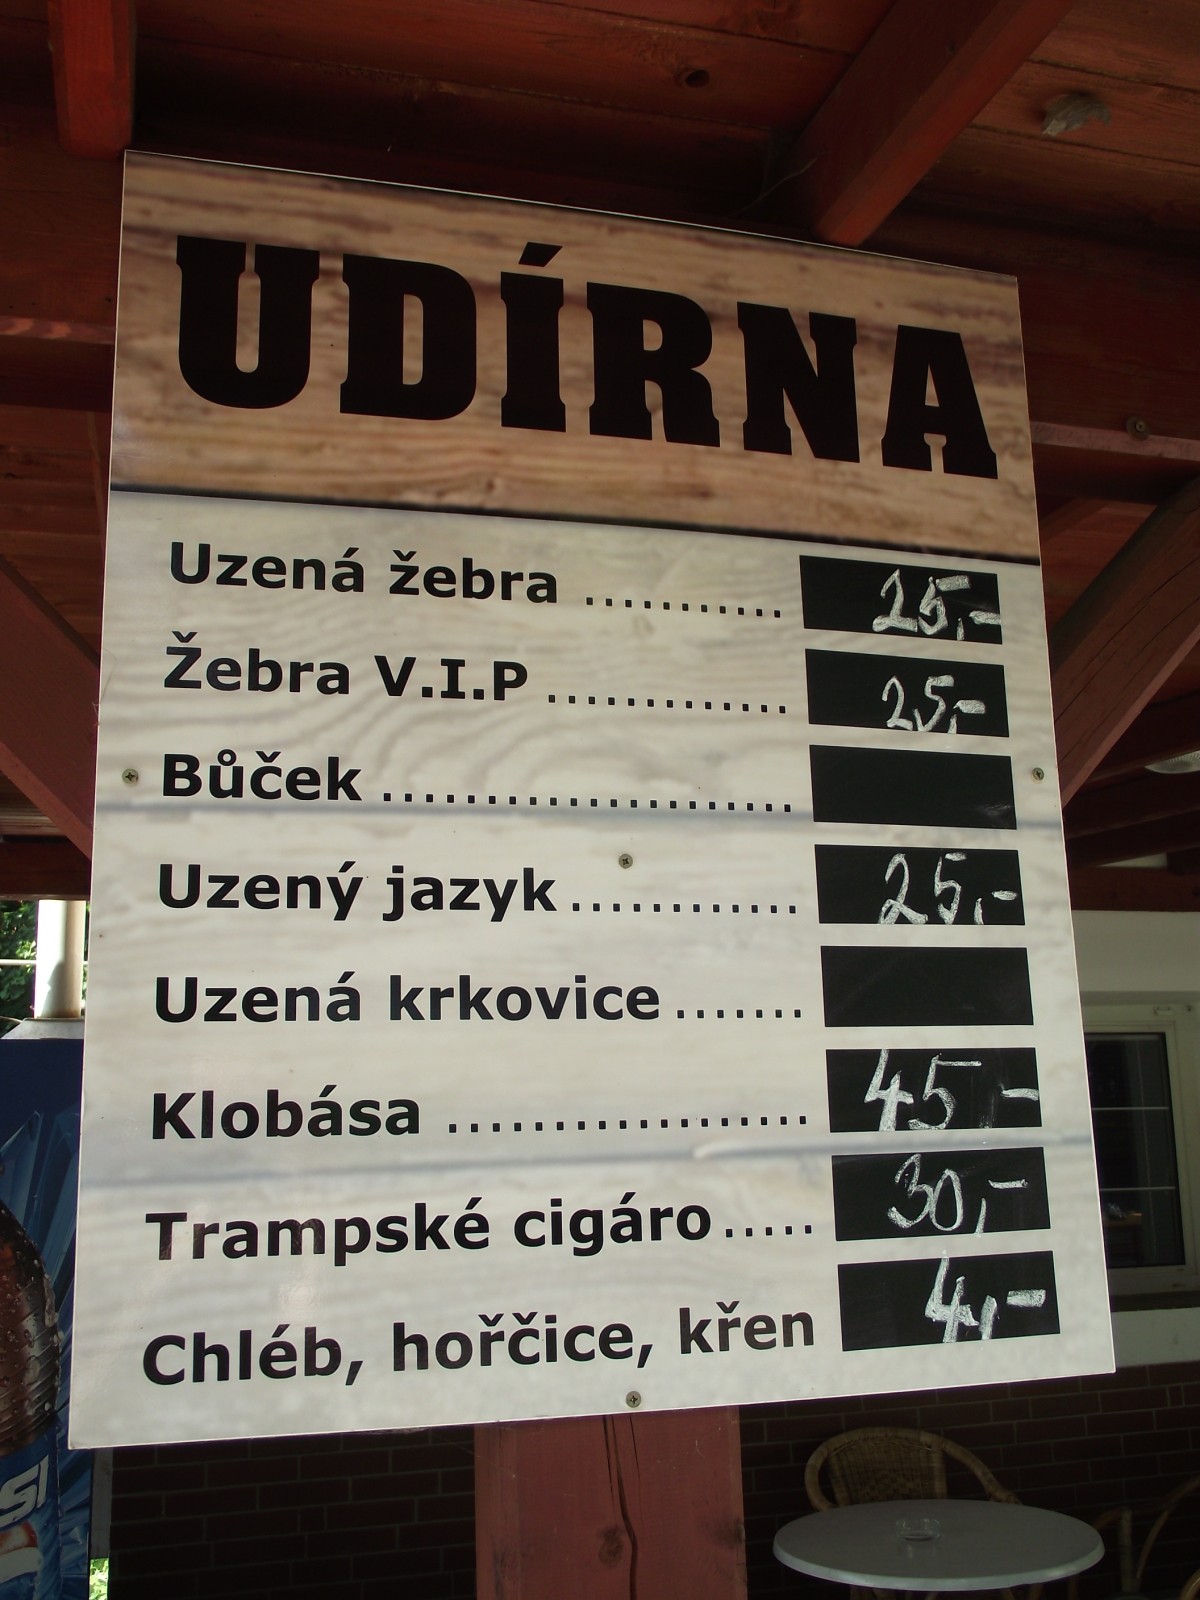 UDÍRNA
Uzená žebra ........... 25,-
Žebra V.I.P ............. 25,-
Bůček ....................
Uzený jazyk ............ 25,-
Uzená krkovice .......
Klobása ................. 45 -
Trampské cigáro ..... 30,-
Chléb, hořčice, křen 4,-